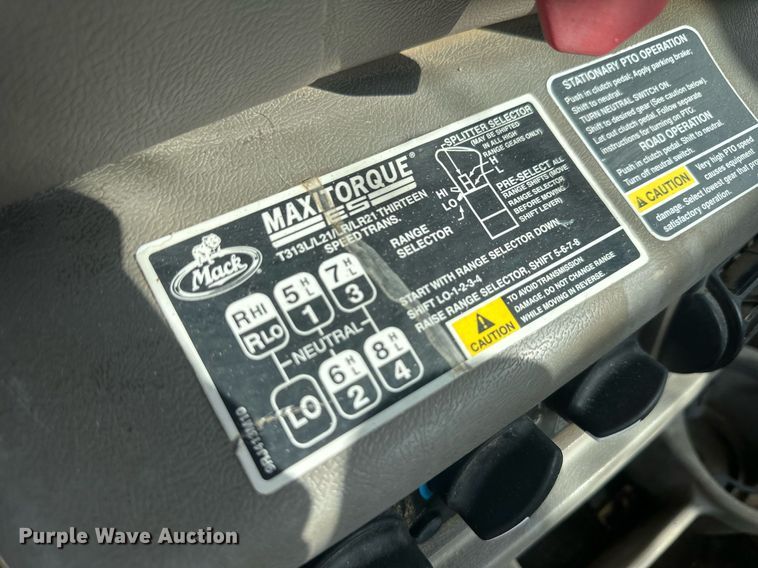 Mack
MAXITORQUE®
ES
T313L/L21/LR/LR21 THIRTEEN
SPEED TRANS.
RHI
RLO
5 H L
1
7 H L
3
NEUTRAL
LO
6 H L
2
8 H L
4
SPLITTER SELECTOR
(MAY BE SHIFTED
IN ALL HIGH
RANGE GEARS ONLY)
H
L
HI
S
LO
RANGE
SELECTOR
PRE-SELECT ALL
RANGE SHIFTS (MOVE
RANGE SELECTOR
BEFORE MOVING
SHIFT LEVER)
START WITH RANGE SELECTOR DOWN,
SHIFT LO-1-2-3-4
RAISE RANGE SELECTOR, SHIFT 5-6-7-8
CAUTION
TO AVOID TRANSMISSION
DAMAGE, DO NOT CHANGE RANGE
WHILE MOVING IN REVERSE.
STATIONARY PTO OPERATION
Push in clutch pedal. Apply parking brake;
Shift to neutral.
TURN NEUTRAL SWITCH ON.
Shift to desired gear (See caution below).
Let out clutch pedal. Follow separate
instructions for turning on PTO.
ROAD OPERATION
Push in clutch pedal. Shift to neutral.
Turn off neutral switch.
CAUTION
Very high PTO speed
causes equipment
damage. Select lowest gear that
Purple Wave Auction